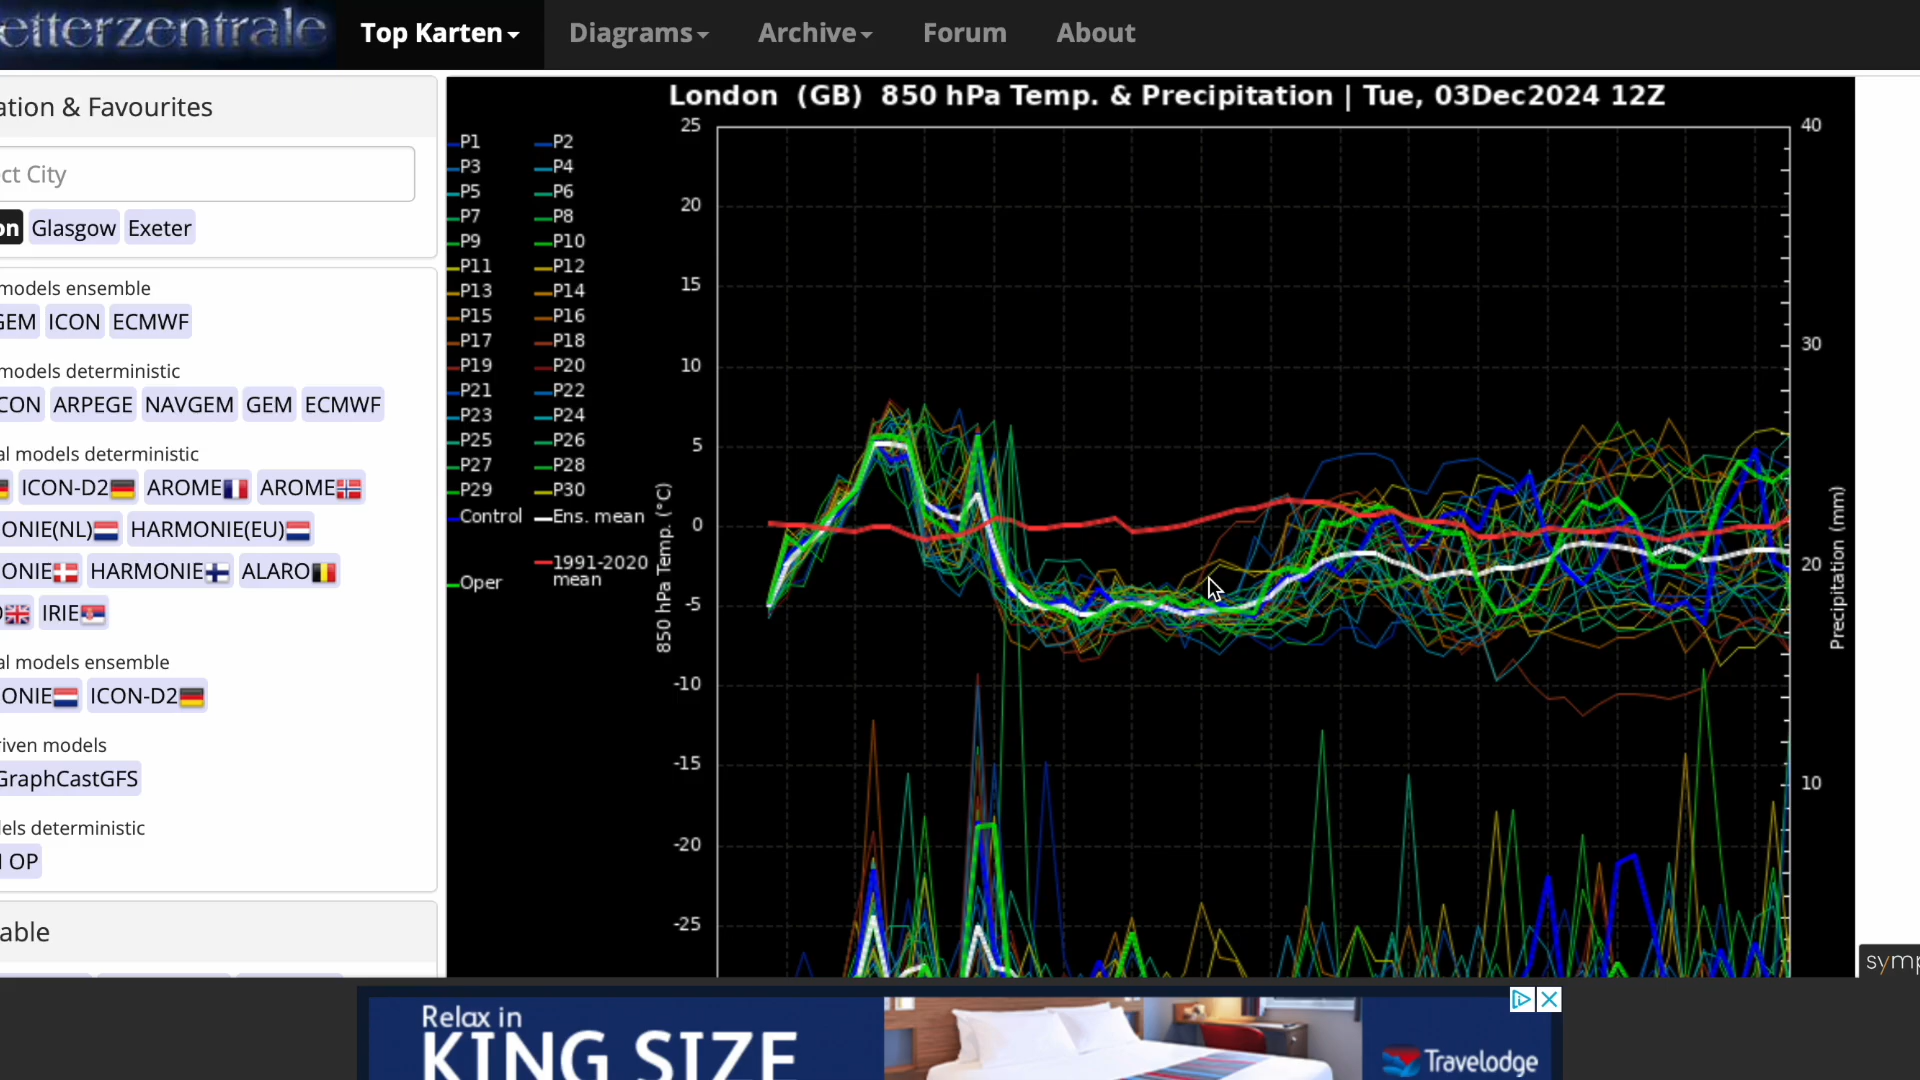 etterzentrale
Top Karten
Diagrams
Archive
Forum
About
ation & Favourites
ct City
on
Glasgow
Exeter
models ensemble
GEM
ICON
ECMWF
models deterministic
CON
ARPEGE
NAVGEM
GEM
ECMWF
al models deterministic
ICON-D2
AROME
AROME
ONIE(NL)
HARMONIE(EU)
ONIE
HARMONIE
ALARO
IRIE
al models ensemble
ONIE
ICON-D2
riven models
GraphCastGFS
dels deterministic
OP
able
London (GB) 850 hPa Temp. & Precipitation | Tue, 03Dec2024 12Z
P1 P2
P3 P4
P5 P6
P7 P8
P9 P10
P11 P12
P13 P14
P15 P16
P17 P18
P19 P20
P21 P22
P23 P24
P25 P26
P27 P28
P29 P30
Control Ens. mean
Oper 1991-2020
mean
850 hPa Temp. (°C)
25
20
15
10
5
0
-5
-10
-15
-20
-25
40
30
20
10
Precipitation (mm)
symp
Relax in
KING SIZE
Travelodge